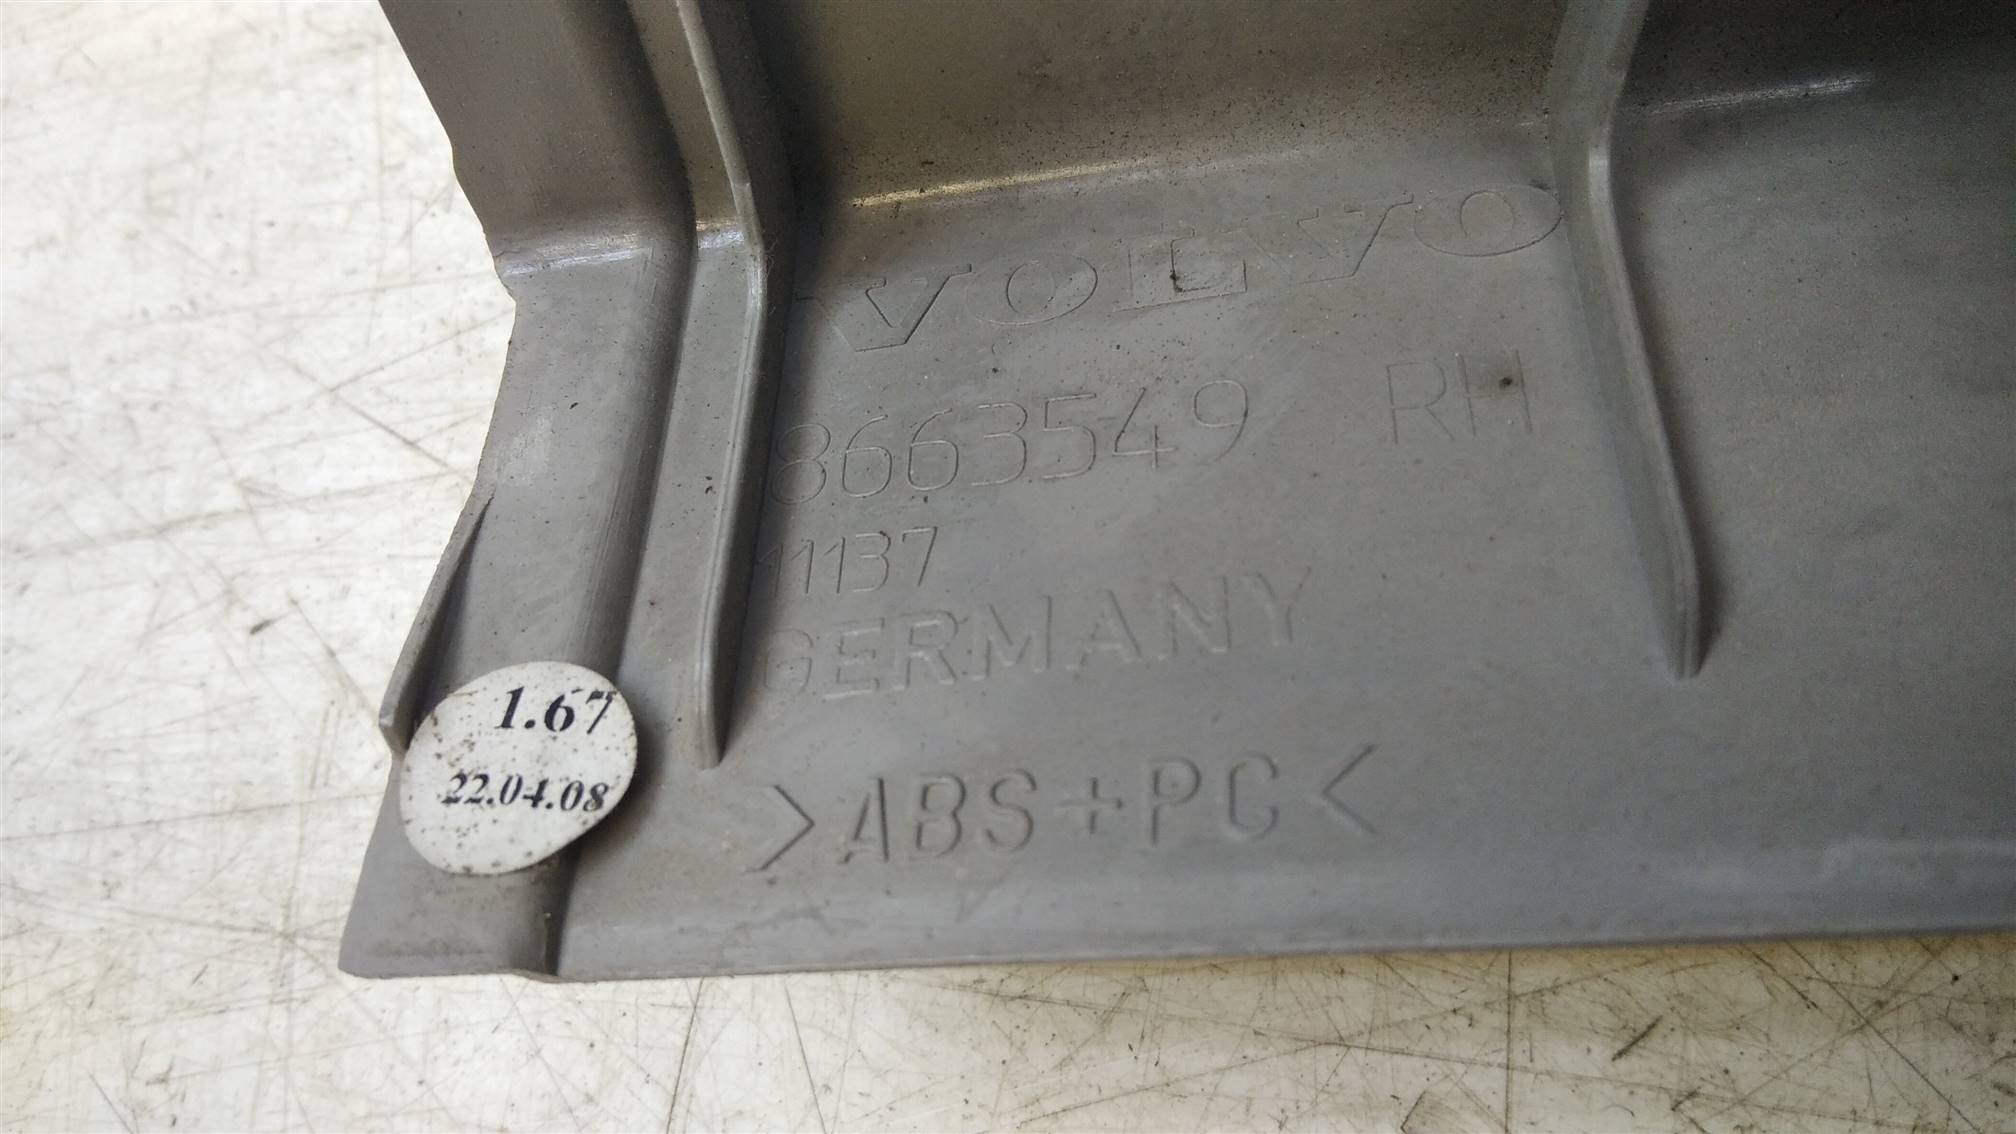 VOLVO
8663549 RH
11137
GERMANY
>ABS+PC<
1.67
22.04.08